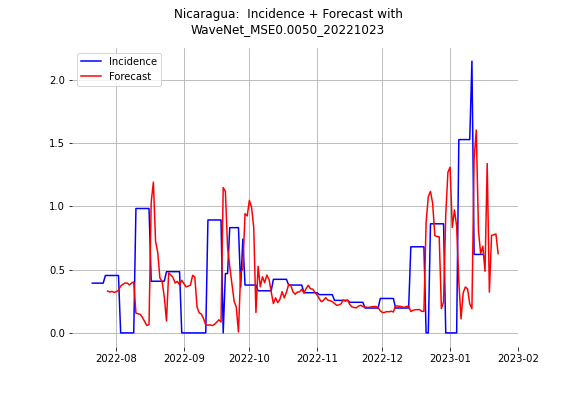 Nicaragua:  Incidence + Forecast with
WaveNet_MSE0.0050_20221023
Incidence
Forecast
2.0
1.5
1.0
0.5
0.0
2022-08 2022-09 2022-10 2022-11 2022-12 2023-01 2023-02